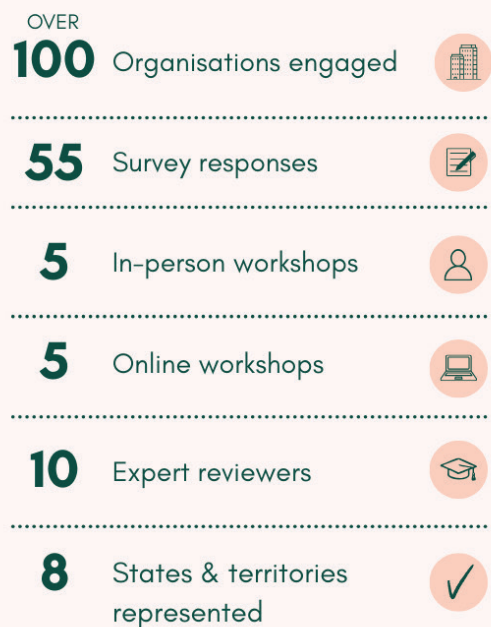 OVER
100 Organisations engaged
55 Survey responses
5 In-person workshops
5 Online workshops
10 Expert reviewers
8 States & territories
represented